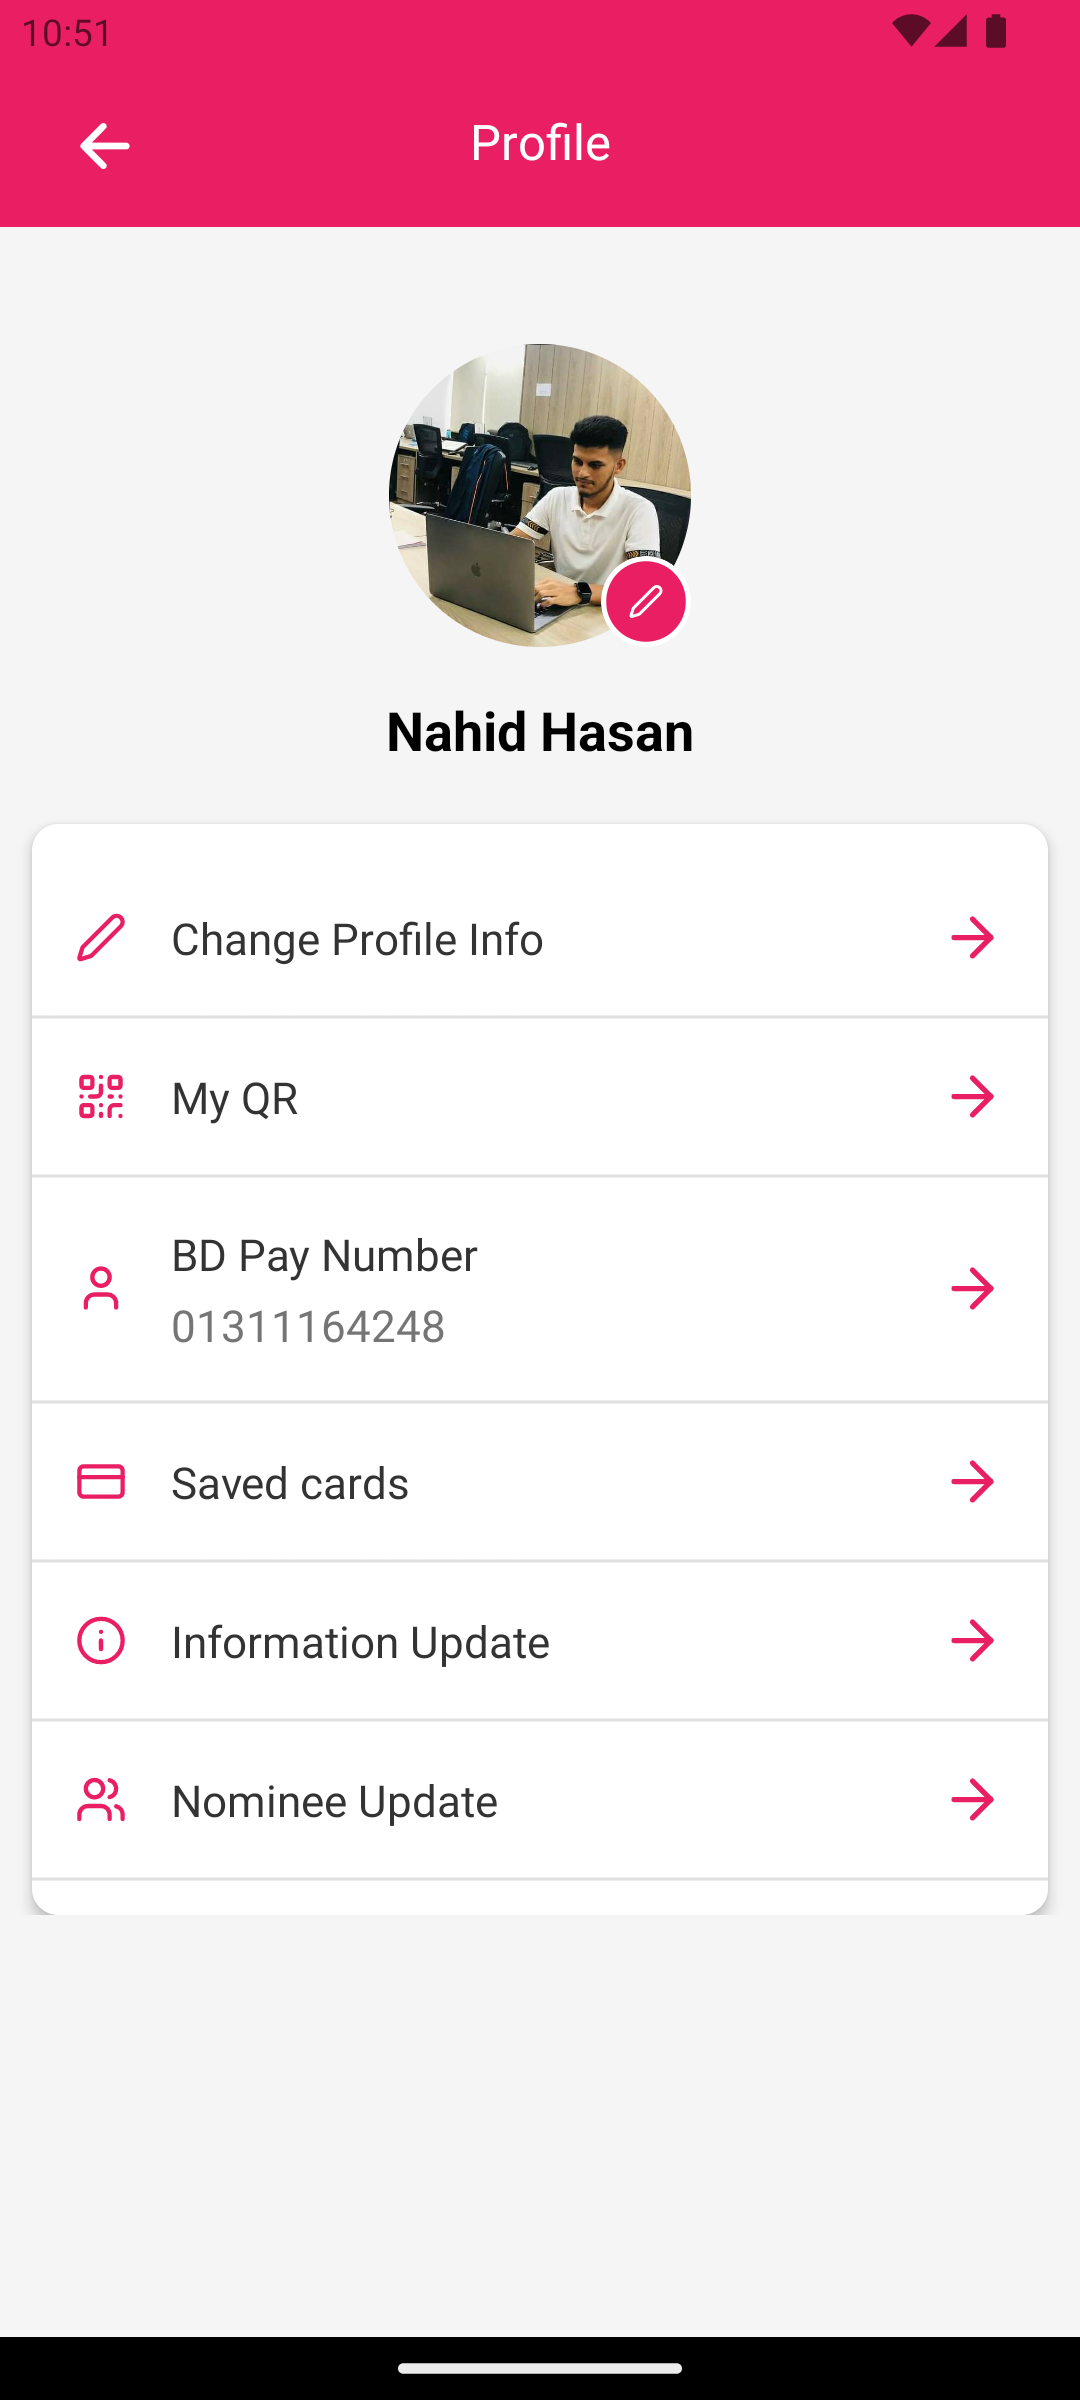 10:51
Profile
Nahid Hasan
Change Profile Info
My QR
BD Pay Number
01311164248
Saved cards
Information Update
Nominee Update